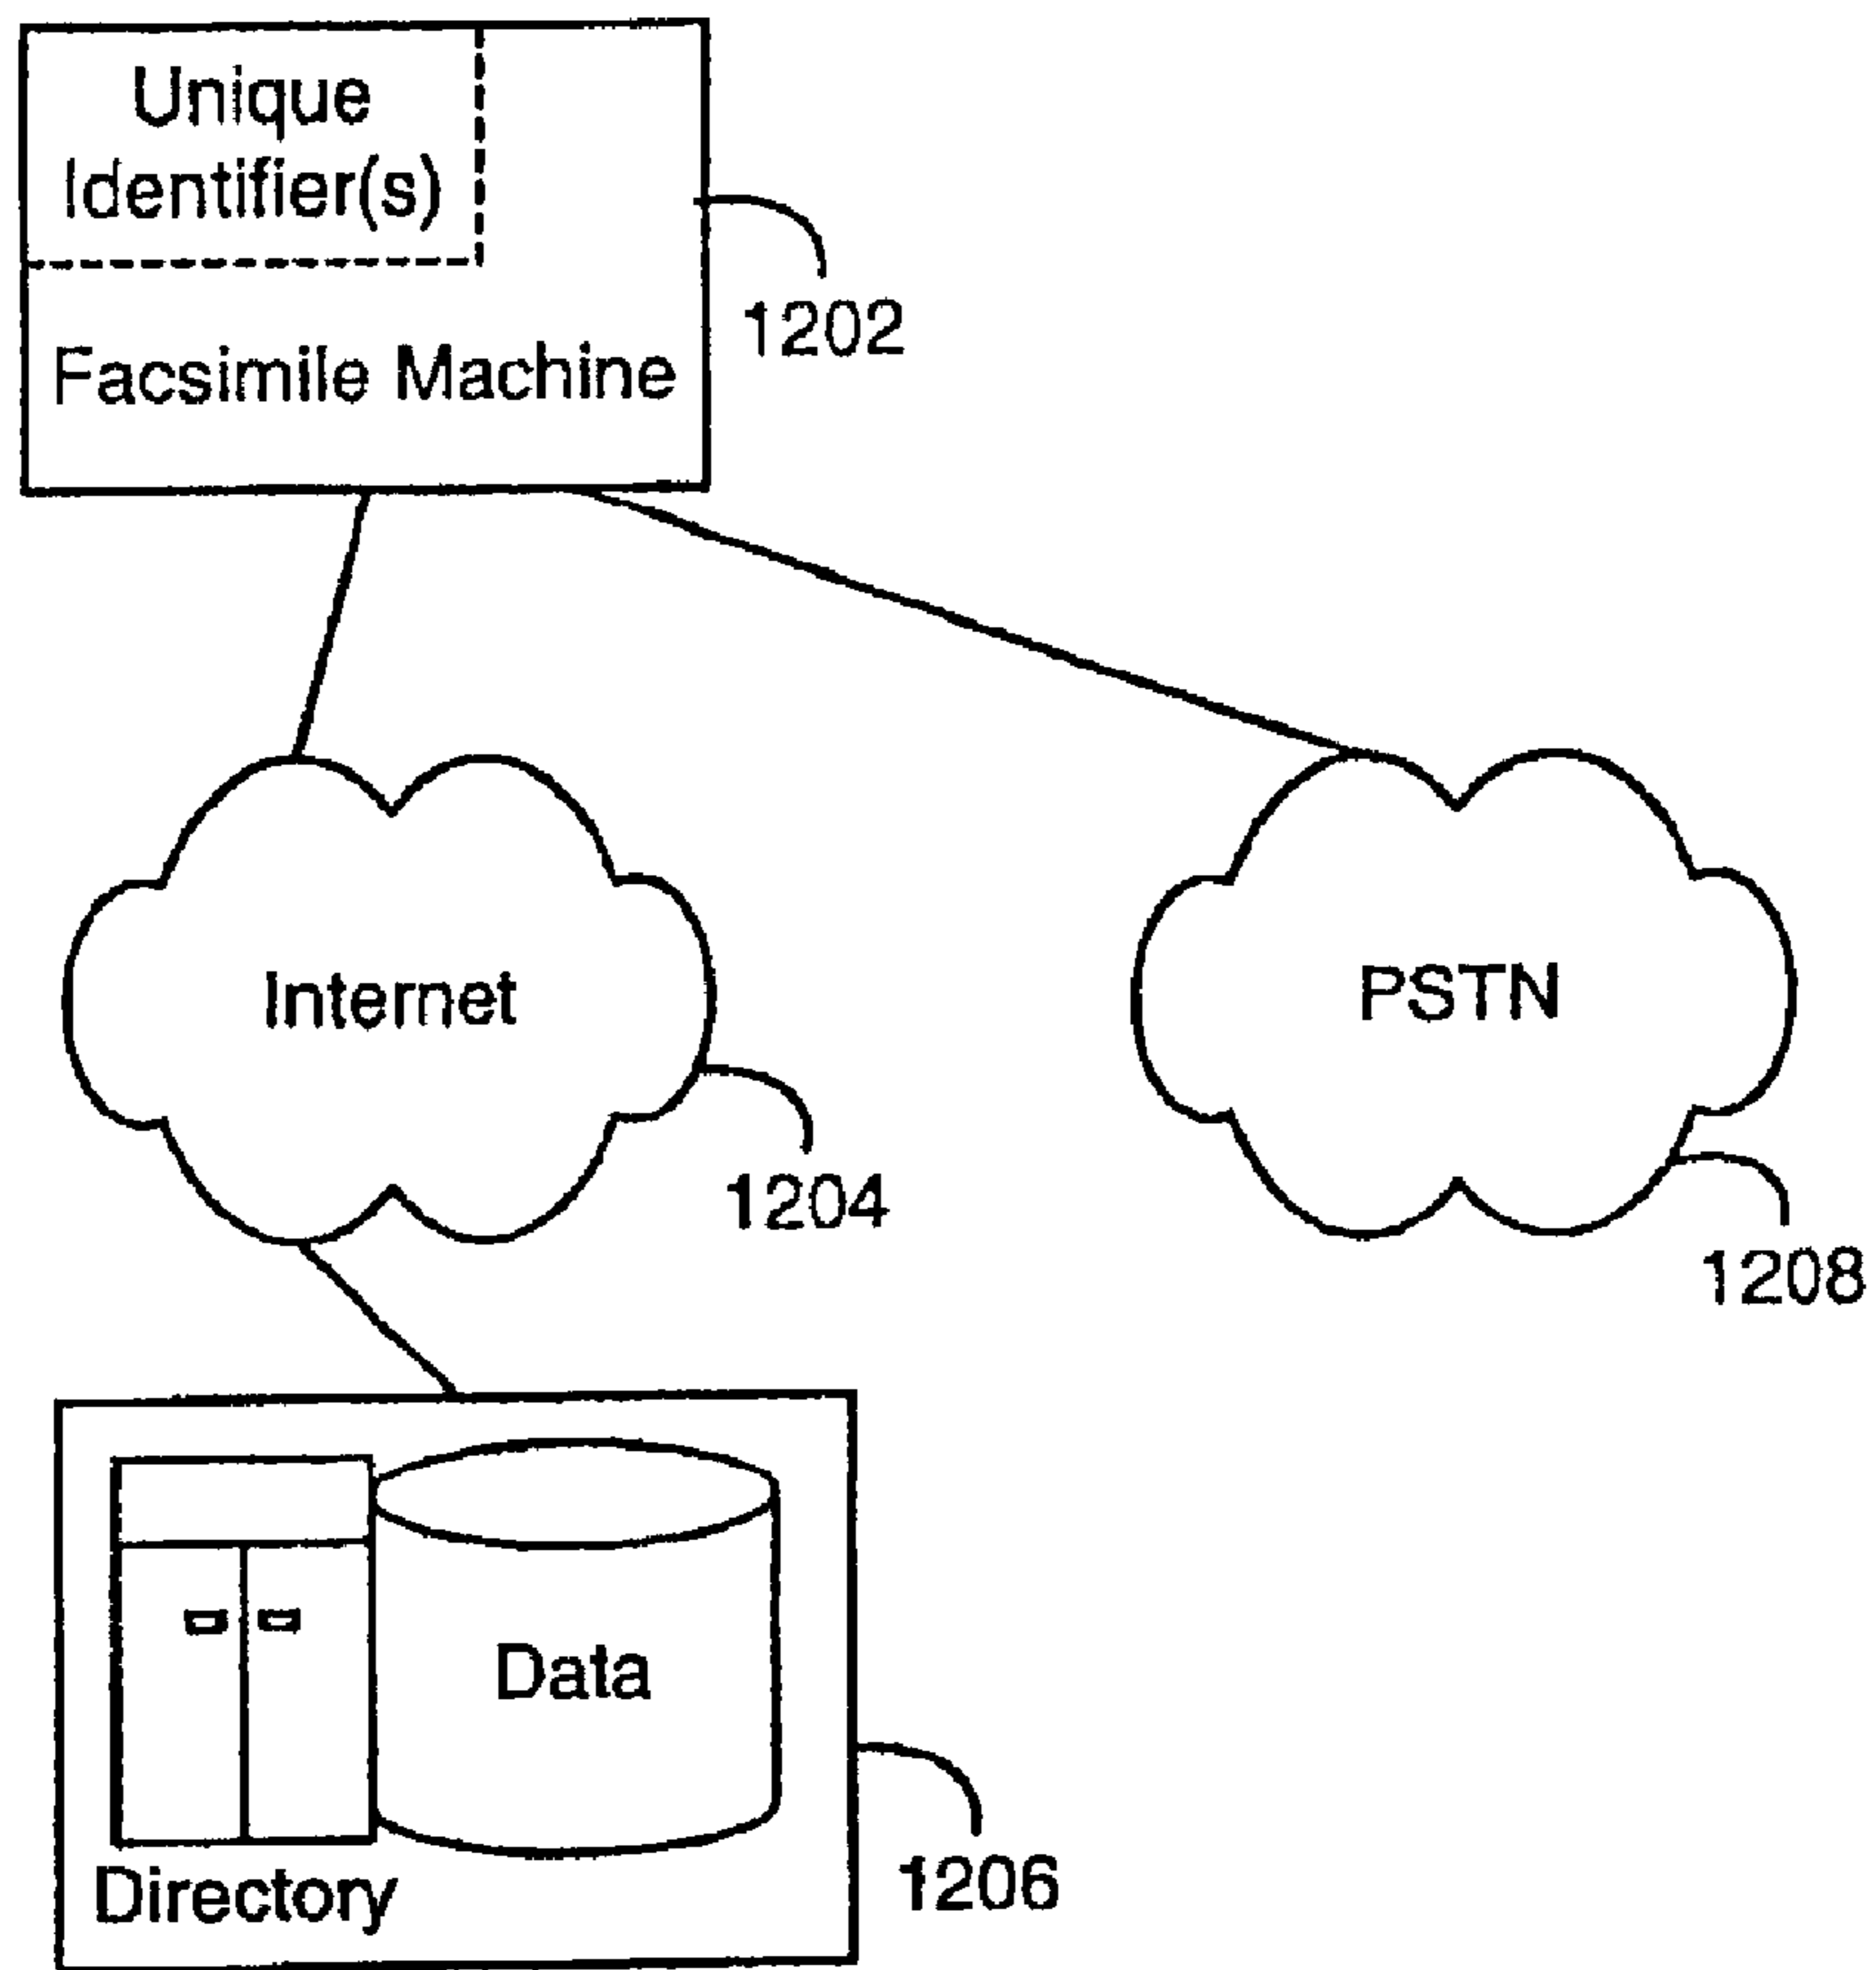 Unique
Identifier(s)
1202
Facsimile Machine
Internet
PSTN
1204
1208
Data
Directory
1206